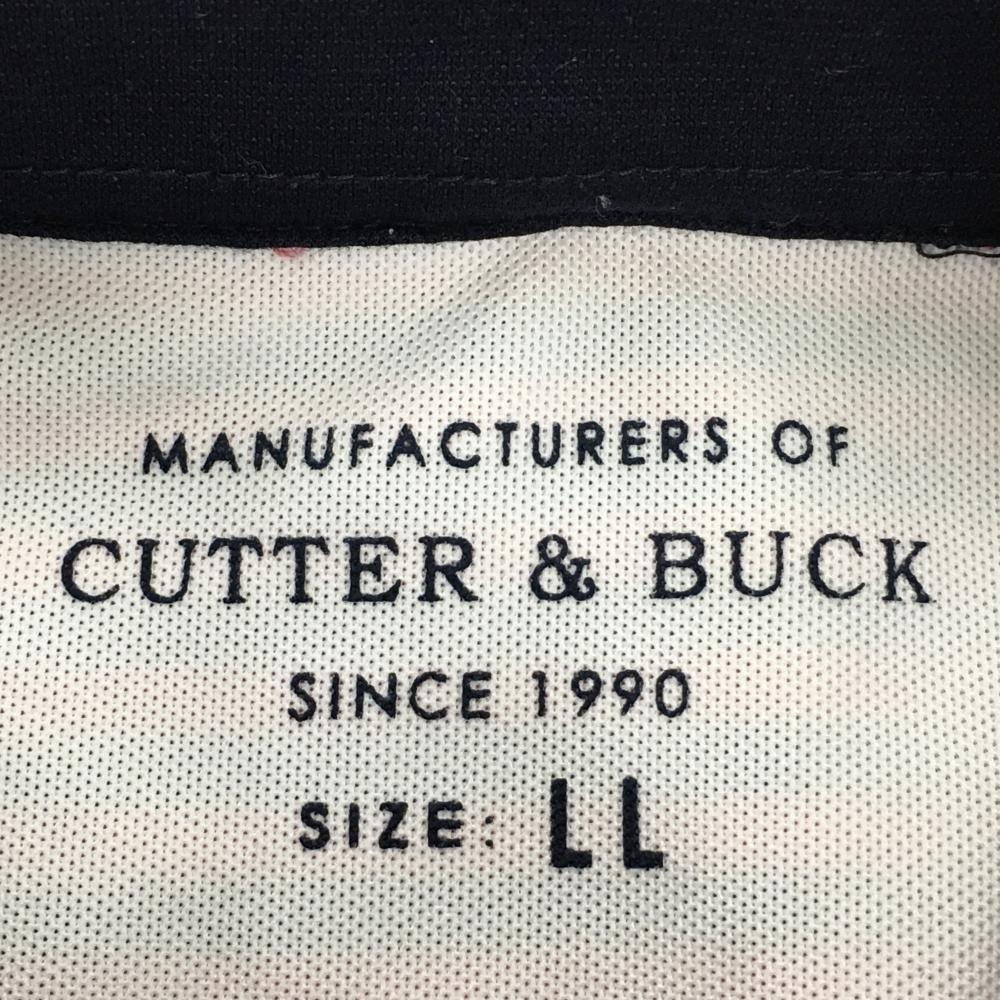 MANUFACTURERS OF
CUTTER & BUCK
SINCE 1990
SIZE: LL